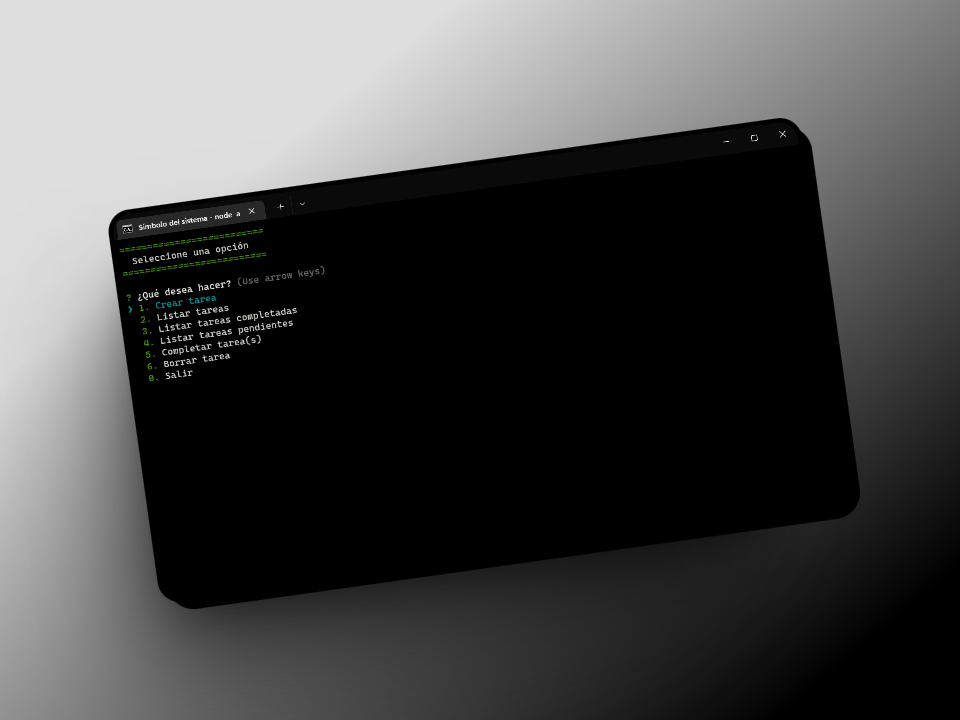 Símbolo del sistema - node a
=========================
Seleccione una opción
=========================
? ¿Qué desea hacer? (Use arrow keys)
❯ 1. Crear tarea
2. Listar tareas
3. Listar tareas completadas
4. Listar tareas pendientes
5. Completar tarea(s)
6. Borrar tarea
0. Salir